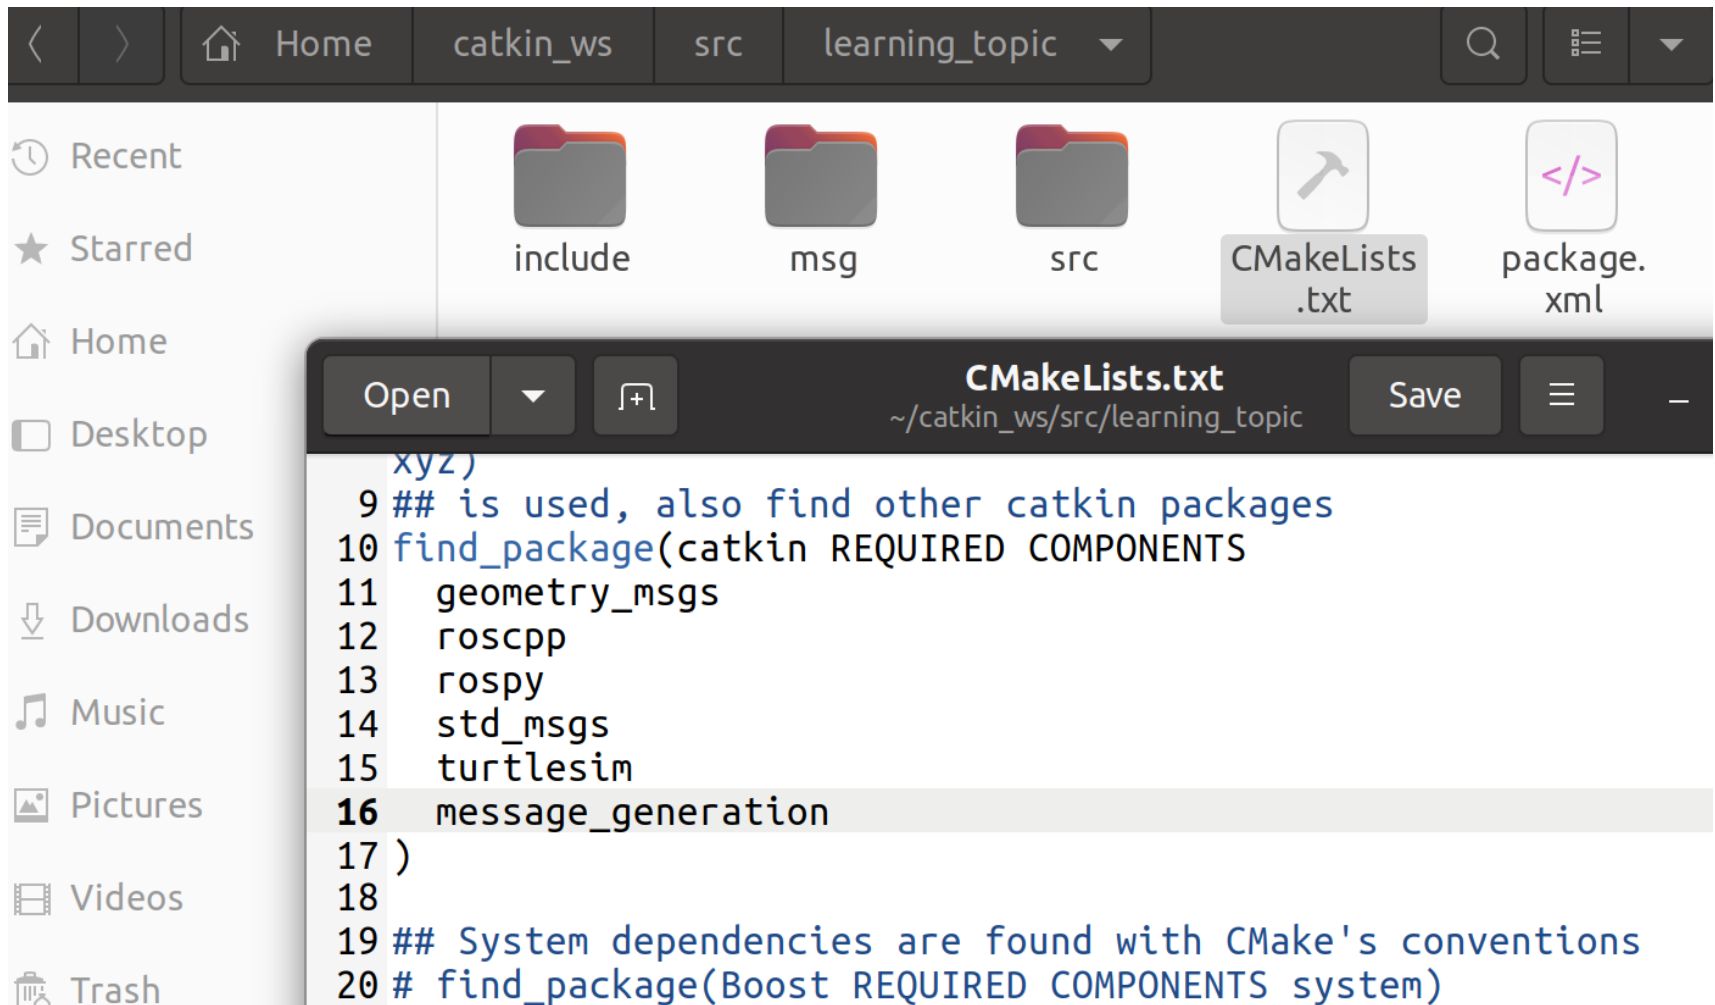 Home catkin_ws src learning_topic
Recent
Starred
Home
Desktop
Documents
Downloads
Music
Pictures
Videos
Trash
include
msg
src
CMakeLists
.txt
</>
package.
xml
Open
CMakeLists.txt
~/catkin_ws/src/learning_topic
Save
xyz)
9 ## is used, also find other catkin packages
10 find_package(catkin REQUIRED COMPONENTS
11 geometry_msgs
12 roscpp
13 rospy
14 std_msgs
15 turtlesim
16 message_generation
17 )
18
19 ## System dependencies are found with CMake's conventions
20 # find_package(Boost REQUIRED COMPONENTS system)